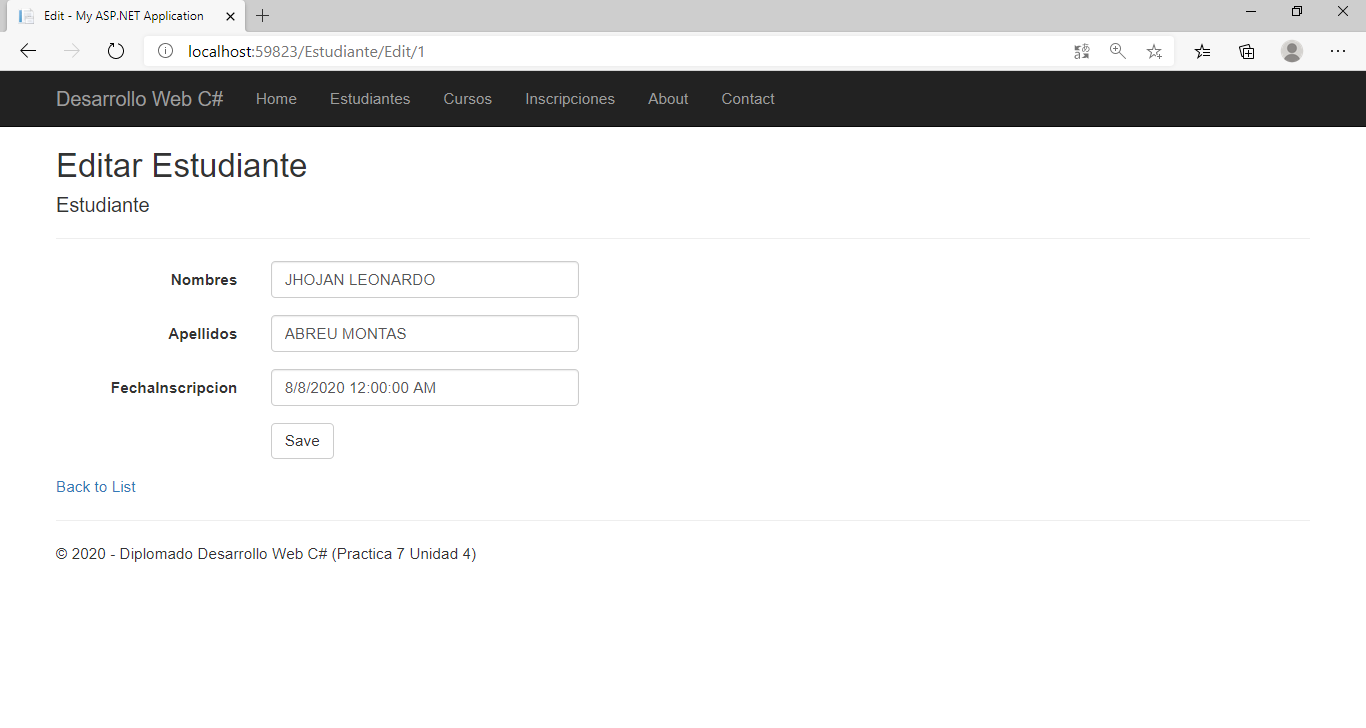 Edit - My ASP.NET Application
localhost:59823/Estudiante/Edit/1
Desarrollo Web C# Home Estudiantes Cursos Inscripciones About Contact
Editar Estudiante
Estudiante
Nombres JHOJAN LEONARDO
Apellidos ABREU MONTAS
FechaInscripcion 8/8/2020 12:00:00 AM
Save
Back to List
© 2020 - Diplomado Desarrollo Web C# (Practica 7 Unidad 4)